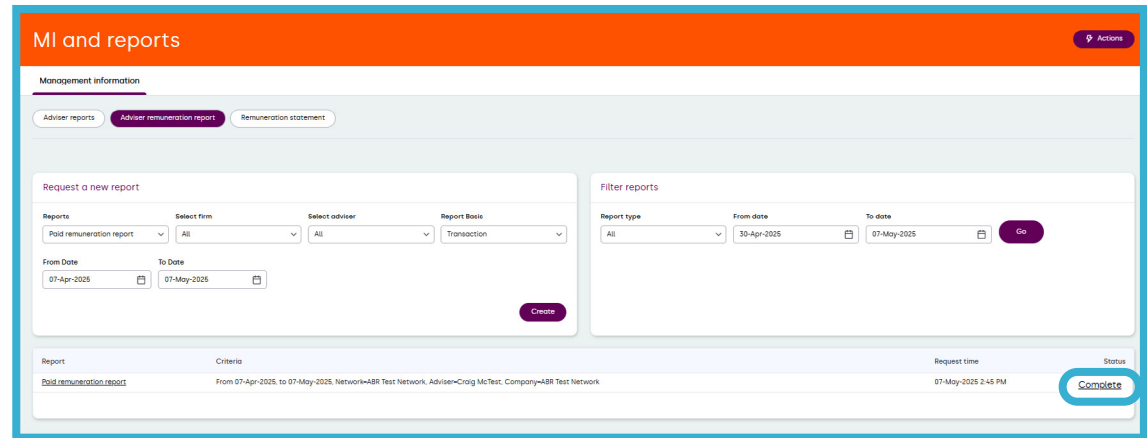 MI and reports
Actions
Management information
Adviser reports
Adviser remuneration report
Remuneration statement
Request a new report
Reports
Select firm
Select adviser
Report Basis
Paid remuneration report
All
All
Transaction
From Date
To Date
07-Apr-2025
07-May-2025
Create
Filter reports
Report type
From date
To date
All
30-Apr-2025
07-May-2025
Go
Report Criteria Request time Status
Paid remuneration report From 07-Apr-2025, to 07-May-2025, Network=ABR Test Network, Adviser=Craig McTest, Company=ABR Test Network 07-May-2025 2:45 PM Complete